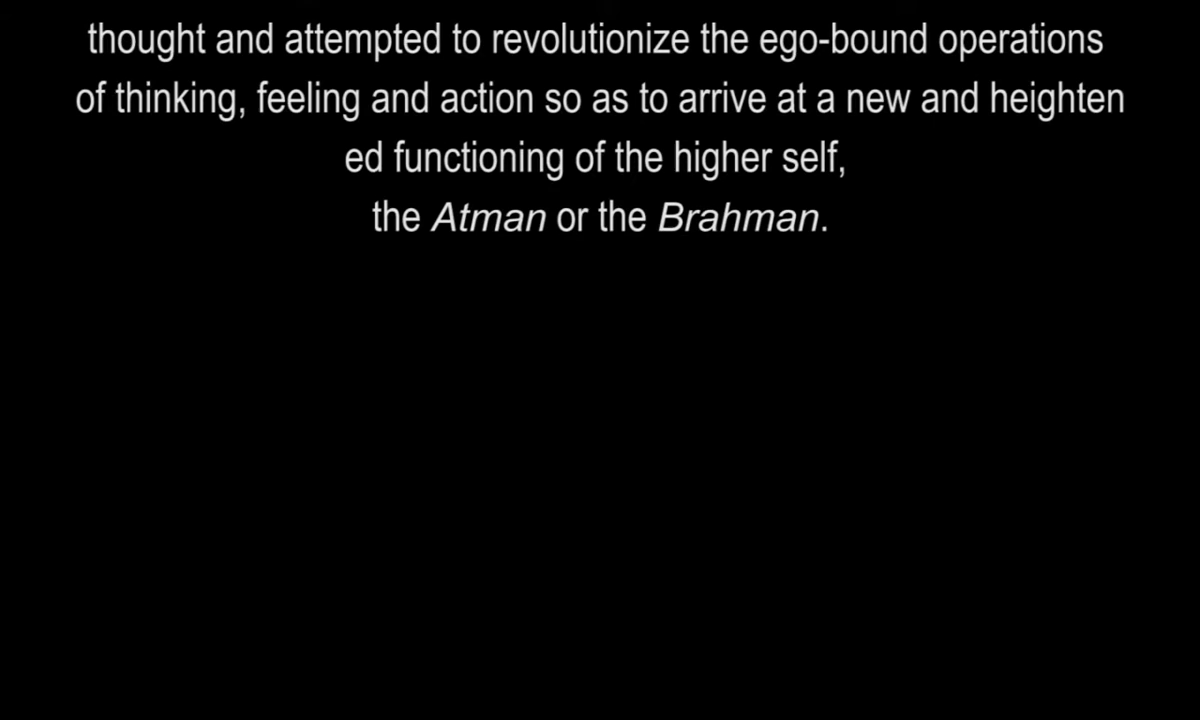 thought and attempted to revolutionize the ego-bound operations
of thinking, feeling and action so as to arrive at a new and heighten
ed functioning of the higher self,
the Atman or the Brahman.